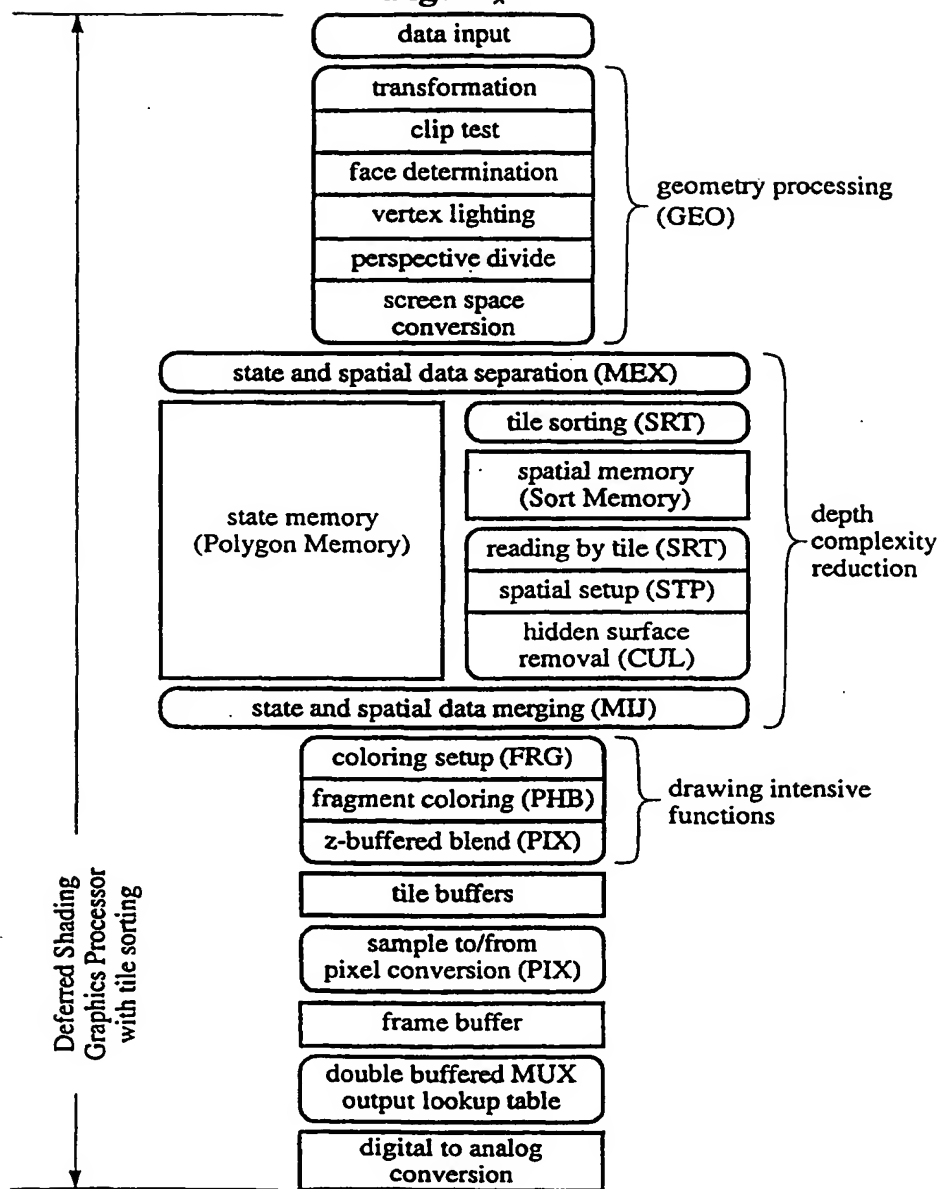 data input
transformation
clip test
face determination
vertex lighting
perspective divide
screen space
conversion
geometry processing
(GEO)
state and spatial data separation (MEX)
state memory
(Polygon Memory)
tile sorting (SRT)
spatial memory
(Sort Memory)
reading by tile (SRT)
spatial setup (STP)
hidden surface
removal (CUL)
depth
complexity
reduction
state and spatial data merging (MIJ)
coloring setup (FRG)
fragment coloring (PHB)
z-buffered blend (PIX)
drawing intensive
functions
tile buffers
sample to/from
pixel conversion (PIX)
frame buffer
double buffered MUX
output lookup table
digital to analog
conversion
Deferred Shading
Graphics Processor
with tile sorting